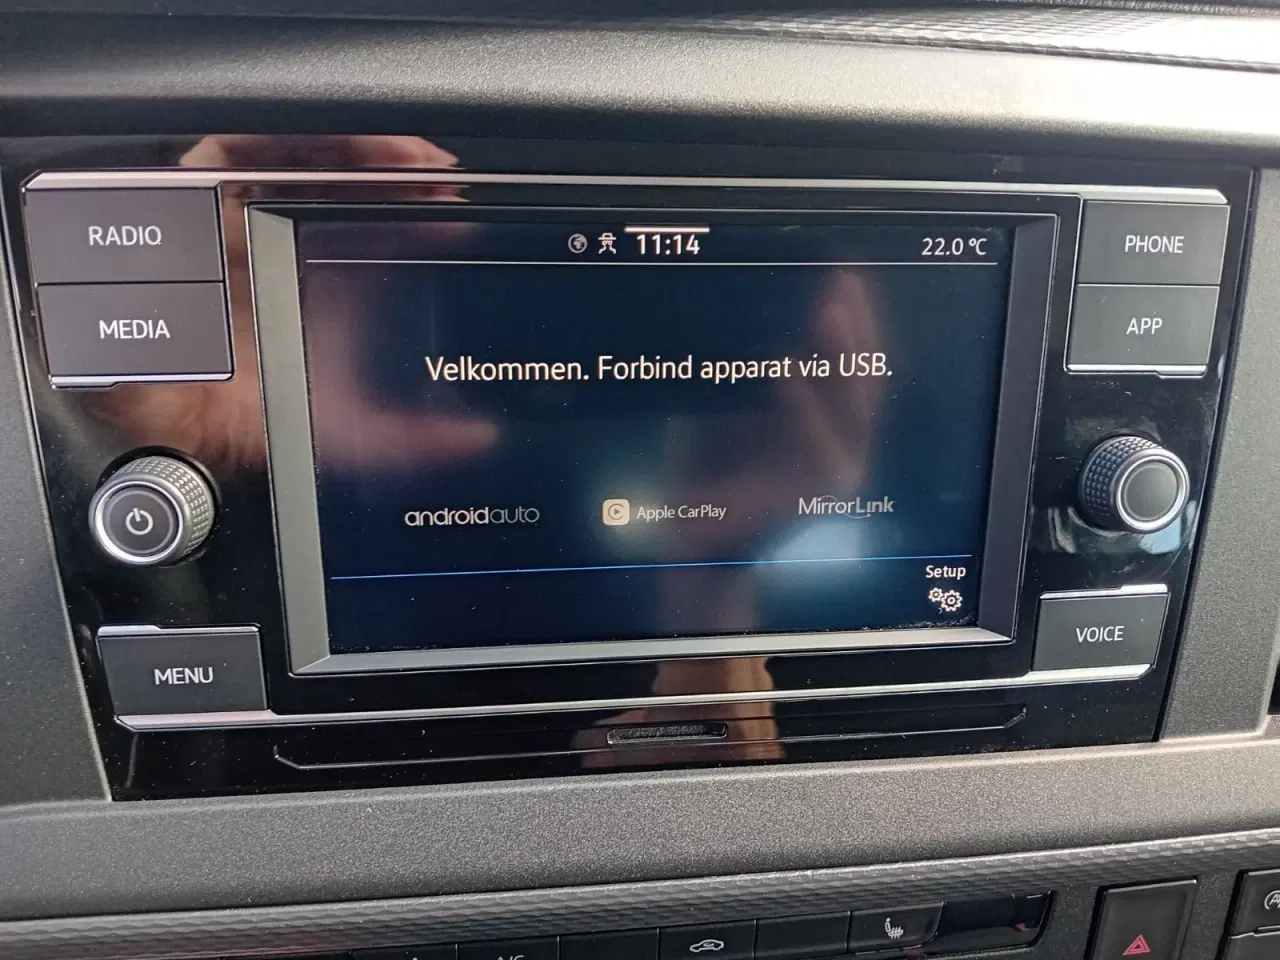 RADIO
MEDIA
11:14
22.0 °C
PHONE
APP
Velkommen. Forbind apparat via USB.
androidauto
Apple CarPlay
MirrorLink
Setup
MENU
VOICE